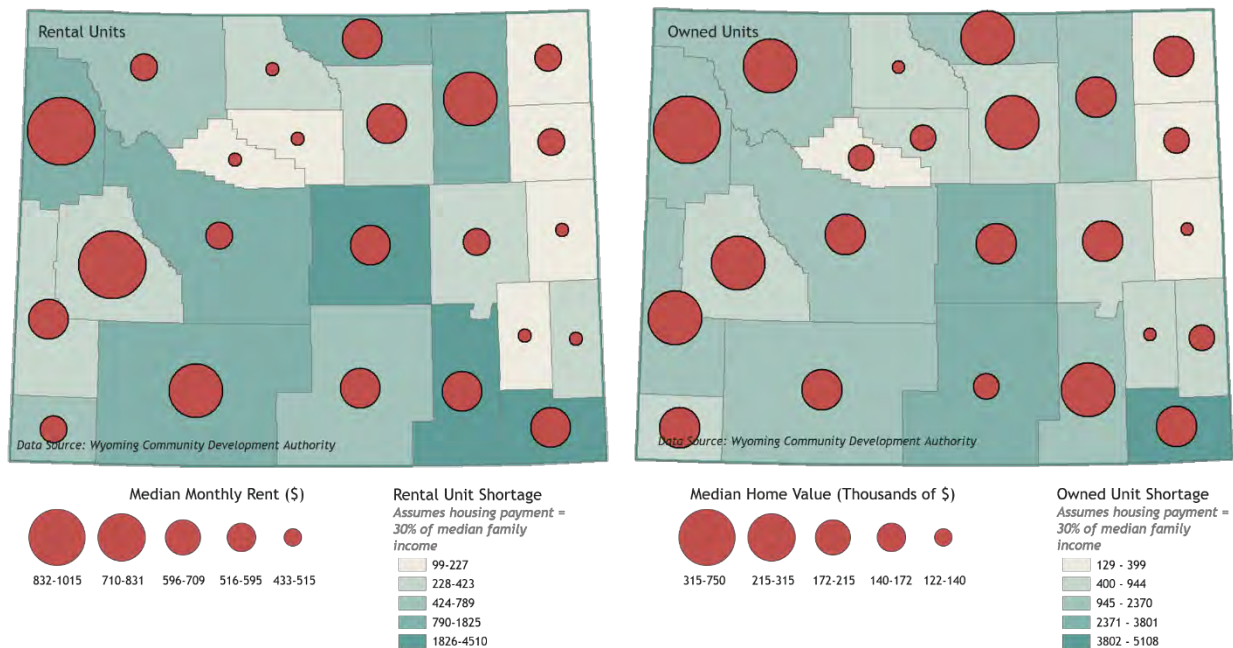 Rental Units
Data Source: Wyoming Community Development Authority
Median Monthly Rent ($)
832-1015 710-831 596-709 516-595 433-515
Rental Unit Shortage
Assumes housing payment =
30% of median family
income
99-227
228-423
424-789
790-1825
1826-4510
Owned Units
Data Source: Wyoming Community Development Authority
Median Home Value (Thousands of $)
315-750 215-315 172-215 140-172 122-140
Owned Unit Shortage
Assumes housing payment =
30% of median family
income
129 - 399
400 - 944
945 - 2370
2371 - 3801
3802 - 5108